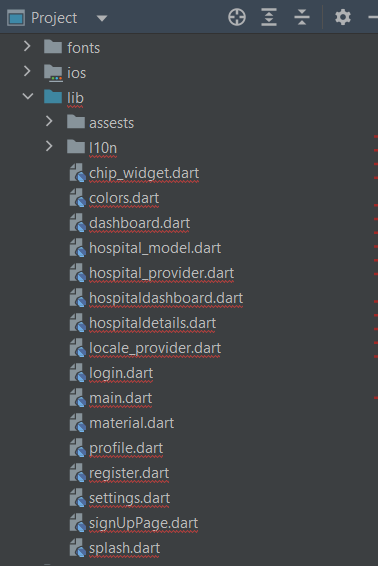 Project
fonts
ios
lib
assests
l10n
chip_widget.dart
colors.dart
dashboard.dart
hospital_model.dart
hospital_provider.dart
hospitaldashboard.dart
hospitaldetails.dart
locale_provider.dart
login.dart
main.dart
material.dart
profile.dart
register.dart
settings.dart
signUpPage.dart
splash.dart